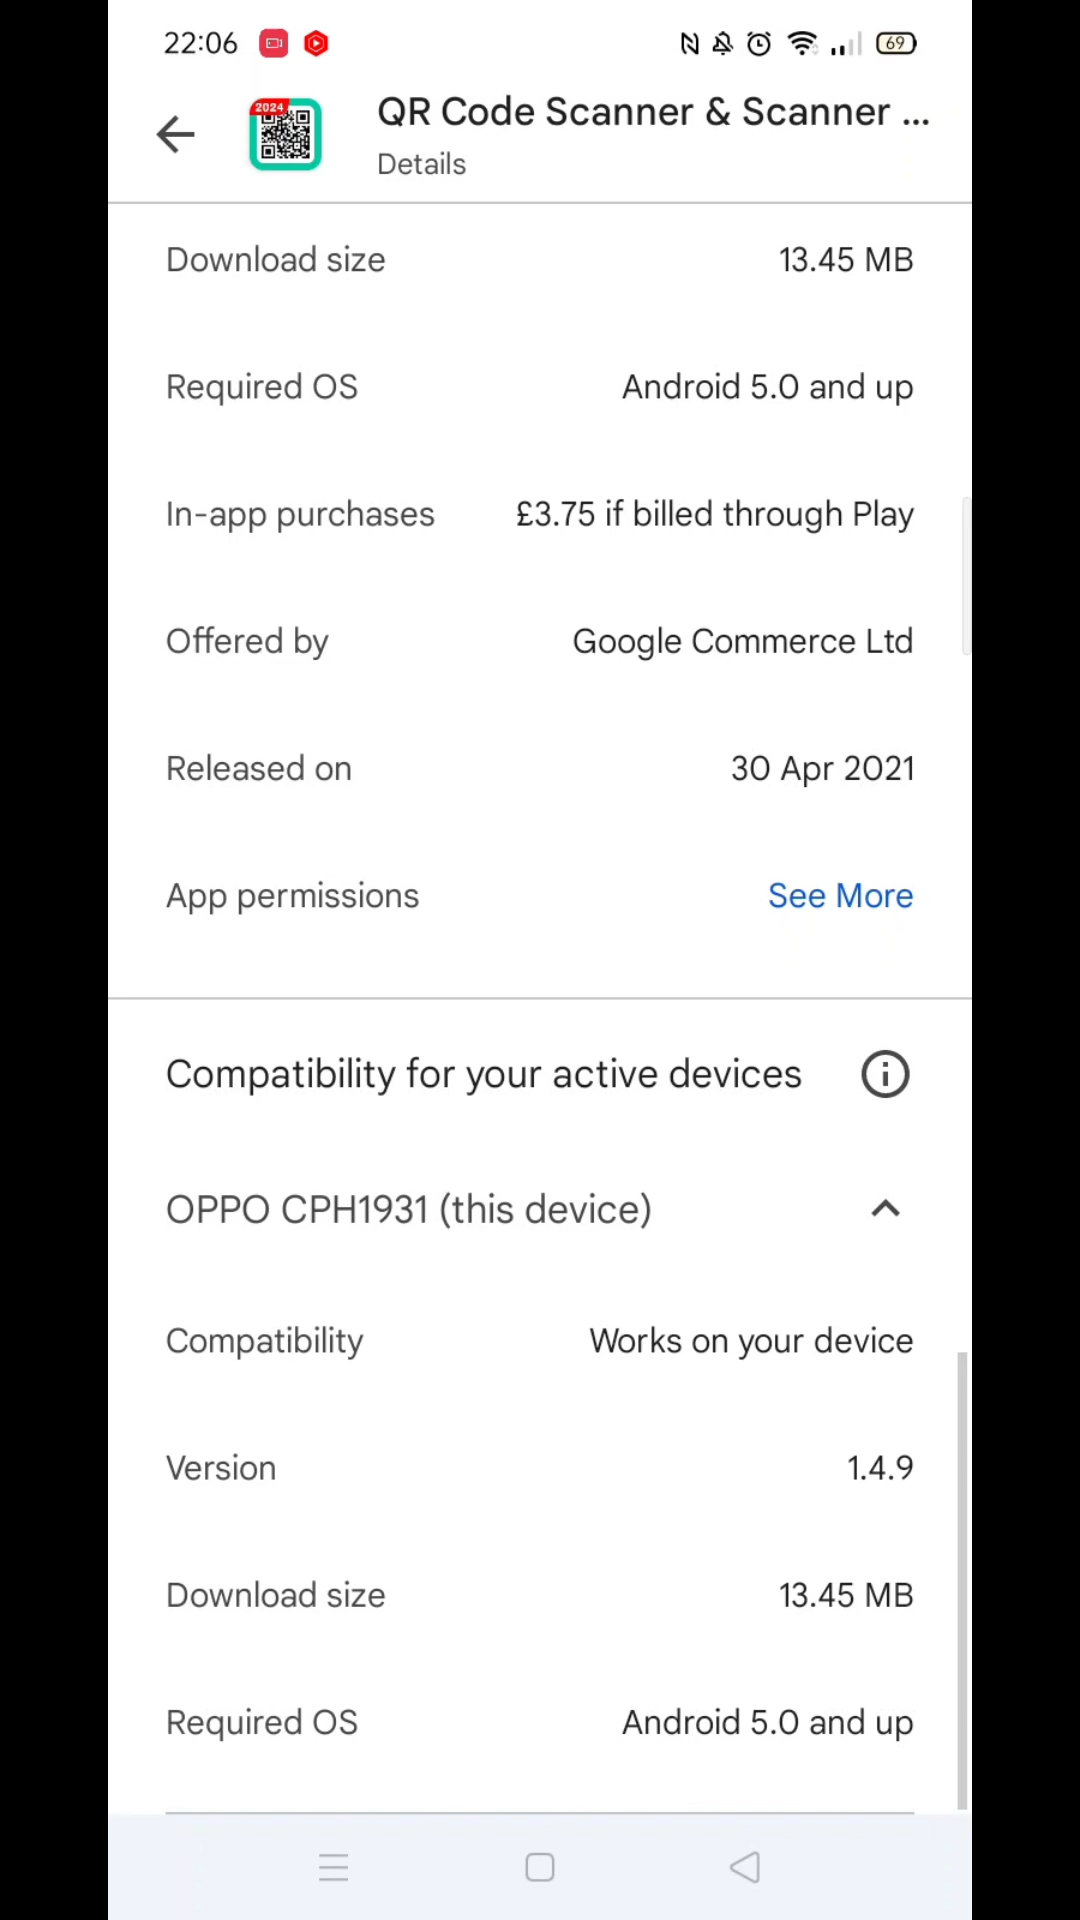 22:06
69
2024
QR Code Scanner & Scanner ...
Details
Download size 13.45 MB
Required OS Android 5.0 and up
In-app purchases £3.75 if billed through Play
Offered by Google Commerce Ltd
Released on 30 Apr 2021
App permissions See More
Compatibility for your active devices
OPPO CPH1931 (this device)
Compatibility Works on your device
Version 1.4.9
Download size 13.45 MB
Required OS Android 5.0 and up